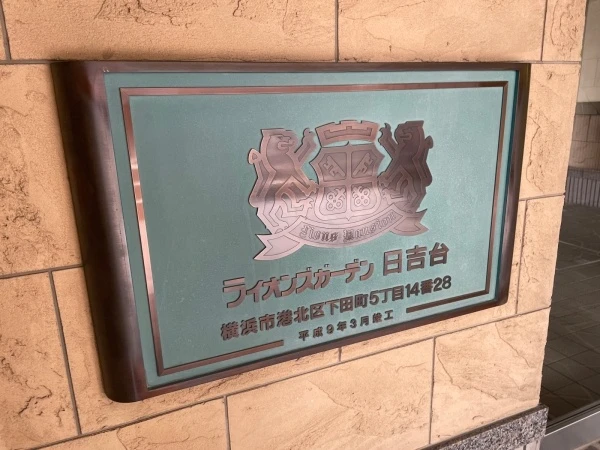 ライオンズガーデン 日吉台
横浜市港北区下田町5丁目14番28
平成9年3月竣工